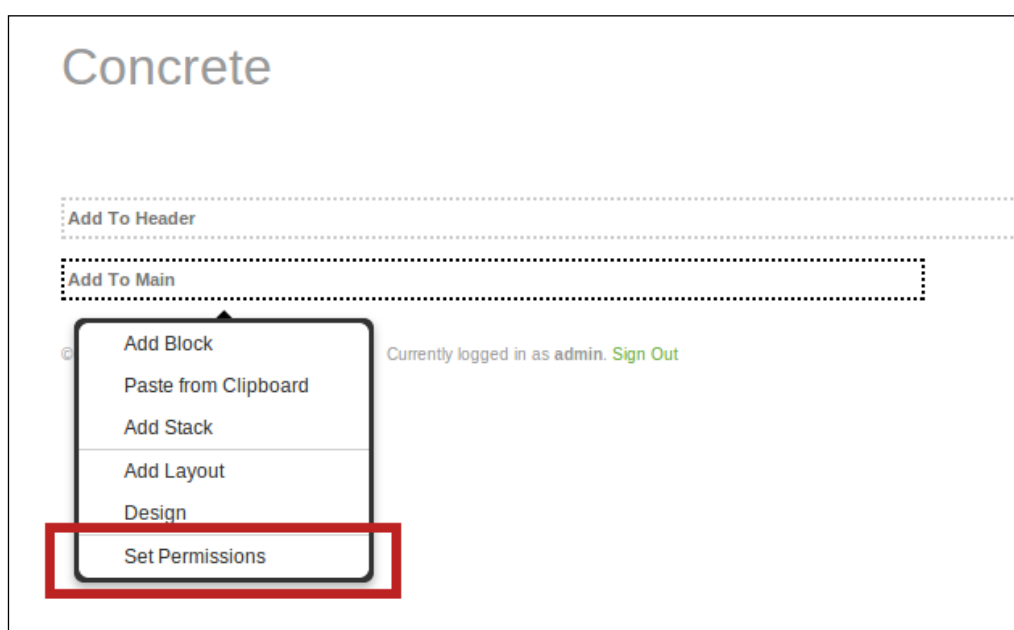 Concrete
Add To Header
Add To Main
Add Block
© Currently logged in as admin. Sign Out
Paste from Clipboard
Add Stack
Add Layout
Design
Set Permissions